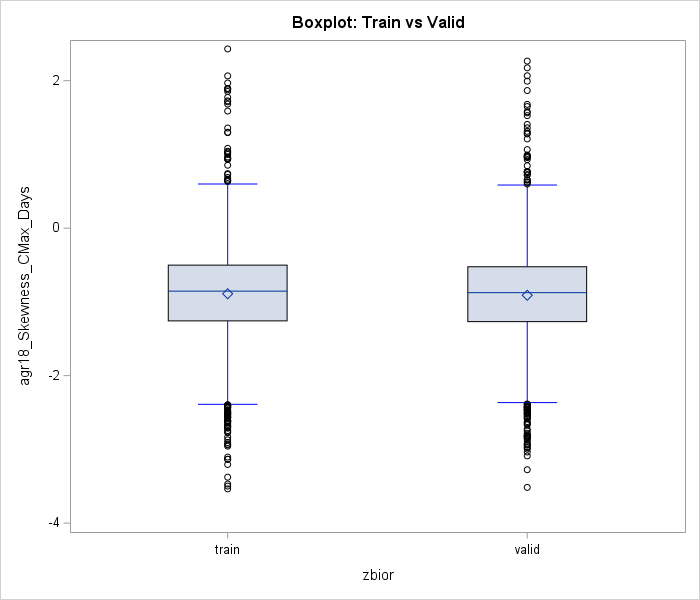 Boxplot: Train vs Valid
agr18_Skewness_CMax_Days
2
0
-2
-4
train
valid
zbior